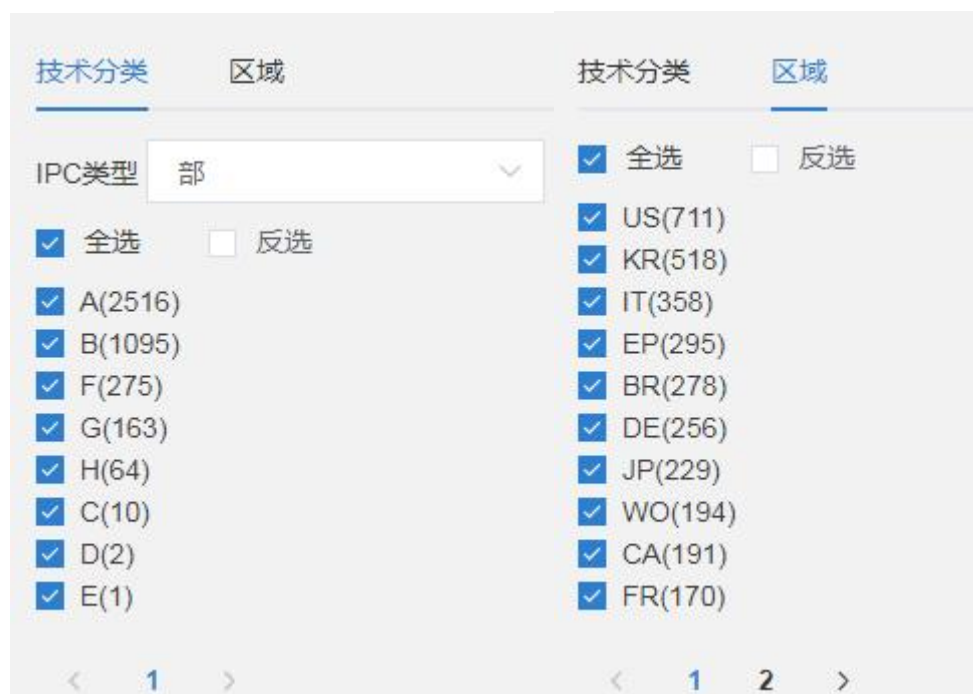 技术分类 区域
IPC类型 部
全选 反选
A(2516)
B(1095)
F(275)
G(163)
H(64)
C(10)
D(2)
E(1)
< 1 >
技术分类 区域
全选 反选
US(711)
KR(518)
IT(358)
EP(295)
BR(278)
DE(256)
JP(229)
WO(194)
CA(191)
FR(170)
< 1 2 >